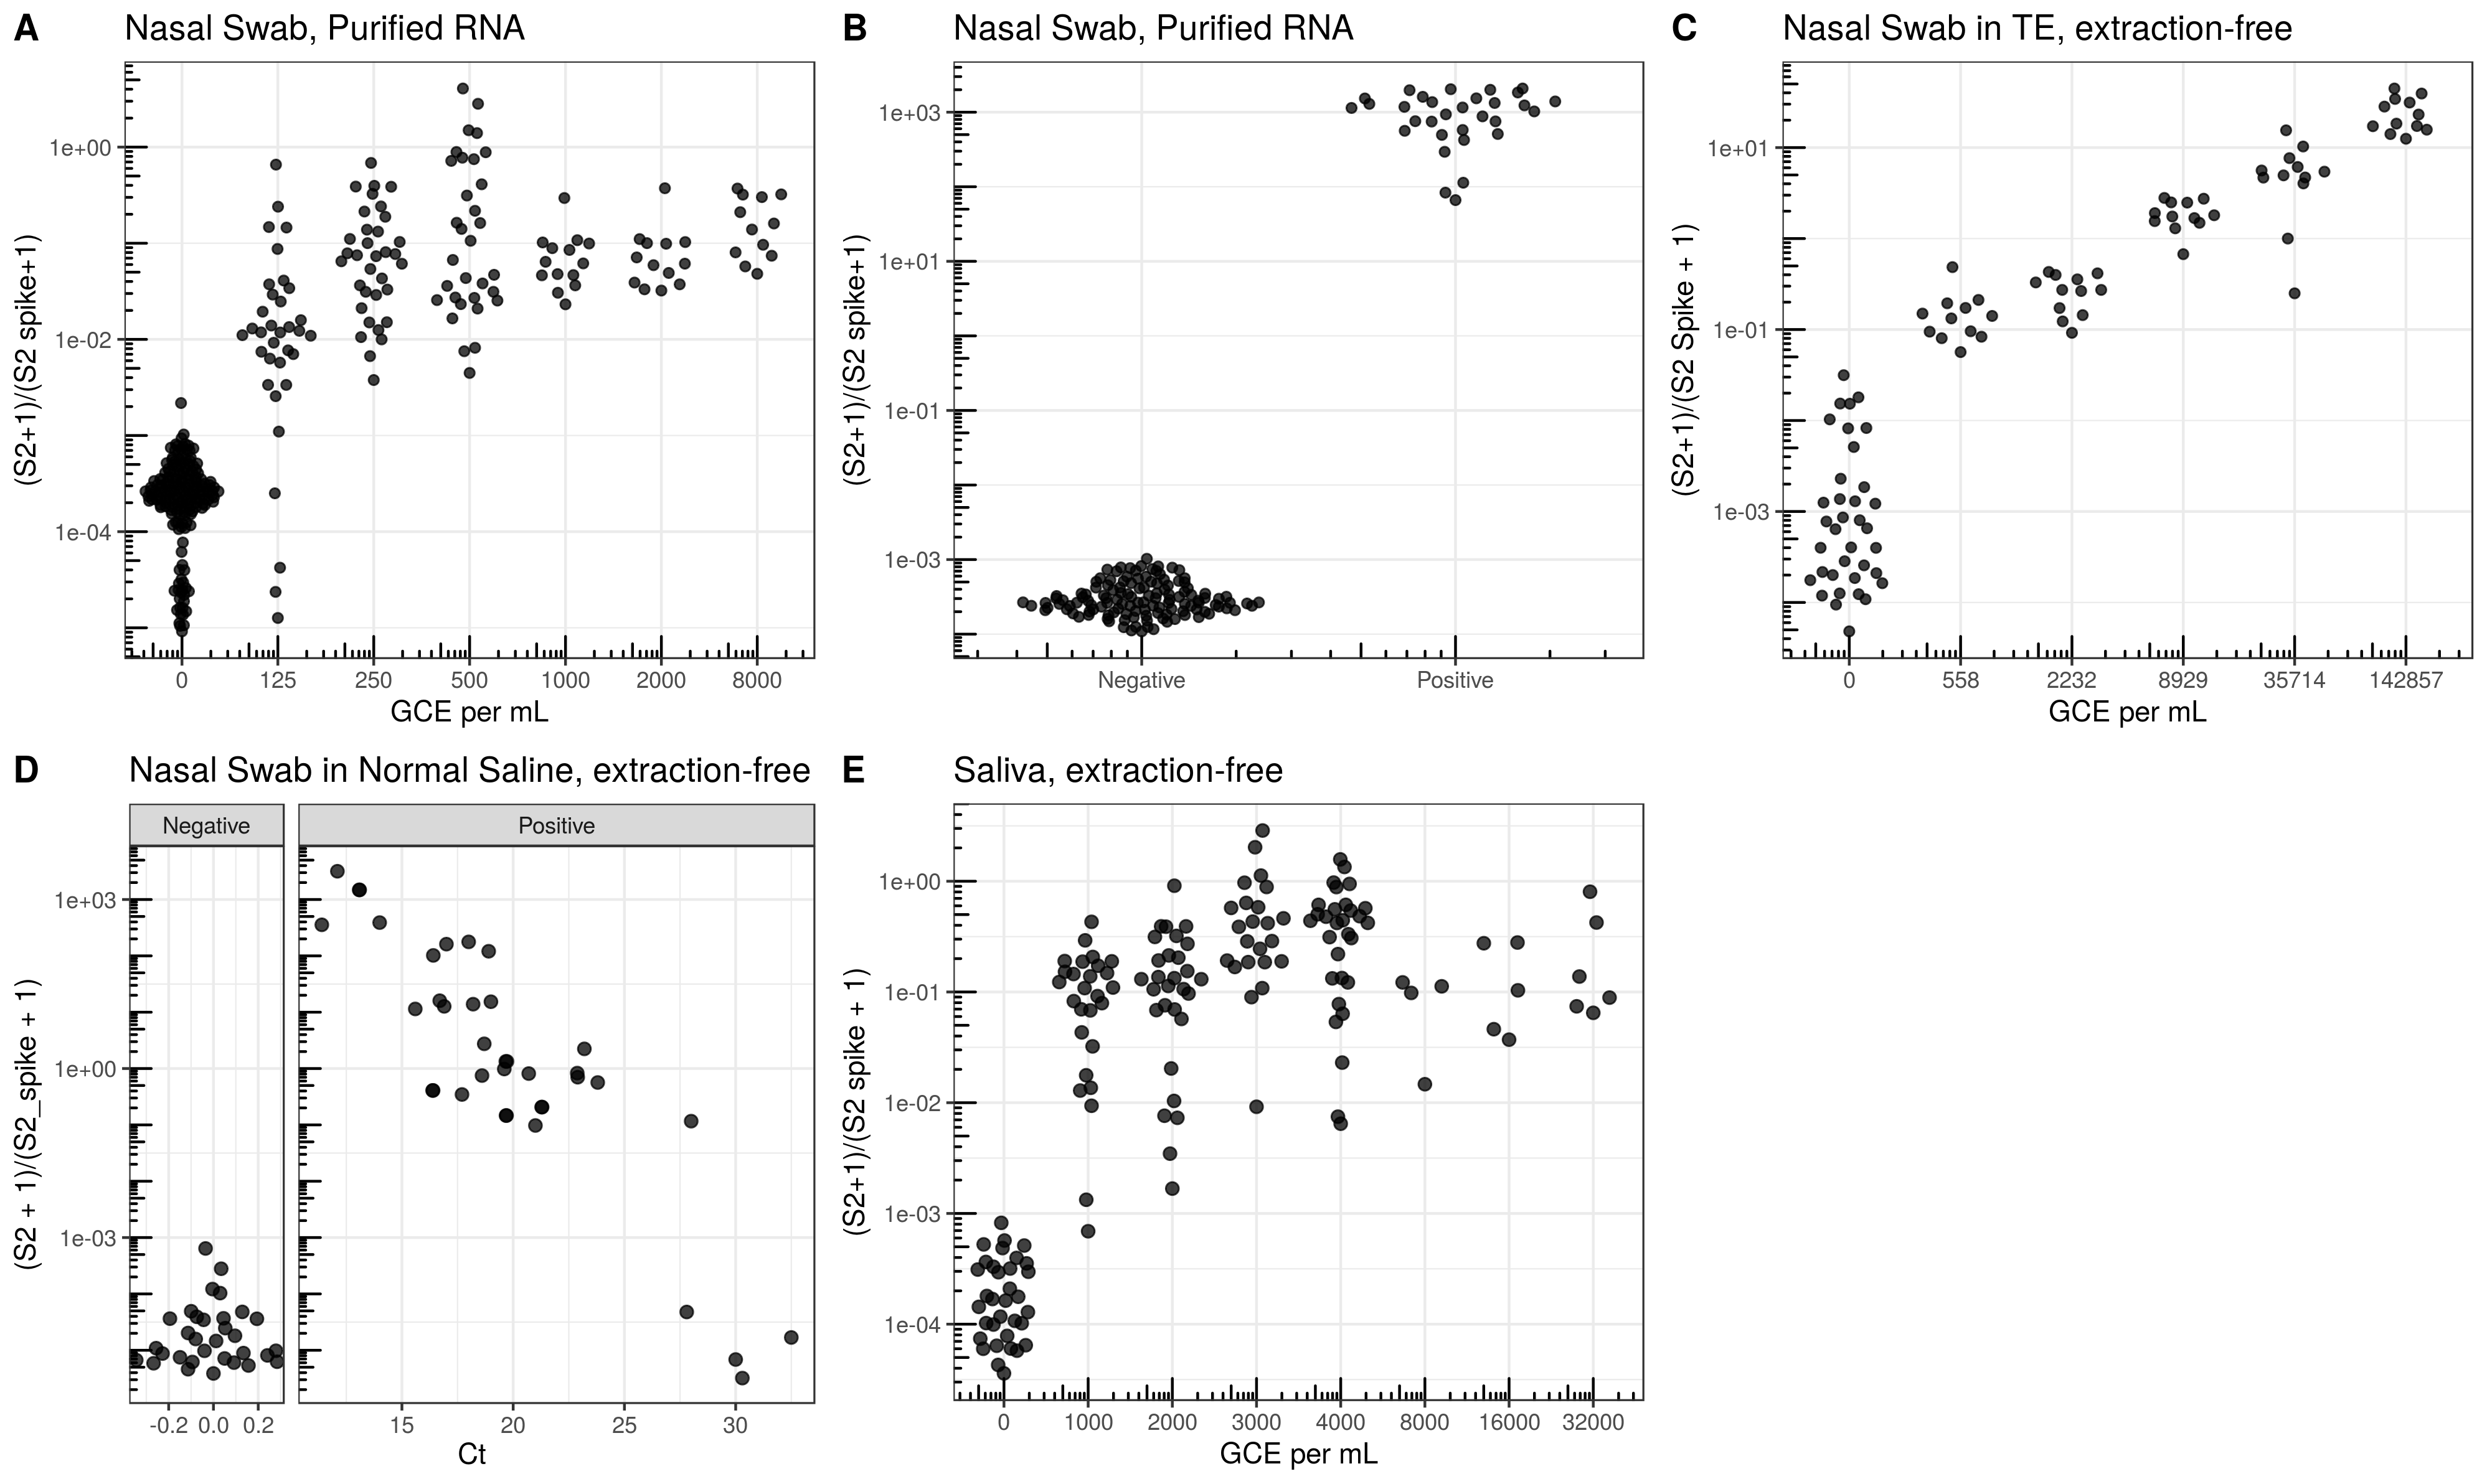 A Nasal Swab, Purified RNA
(S2+1)/(S2 spike+1)
1e+00
1e-02
1e-04
0 125 250 500 1000 2000 8000
GCE per mL
B Nasal Swab, Purified RNA
(S2+1)/(S2 spike+1)
1e+03
1e+01
1e-01
1e-03
Negative Positive
C Nasal Swab in TE, extraction-free
(S2+1)/(S2 Spike + 1)
1e+01
1e-01
1e-03
0 558 2232 8929 35714 142857
GCE per mL
D Nasal Swab in Normal Saline, extraction-free
Negative Positive
(S2 + 1)/(S2_spike + 1)
1e+03
1e+00
1e-03
-0.2 0.0 0.2 15 20 25 30
Ct
E Saliva, extraction-free
(S2+1)/(S2 spike + 1)
1e+00
1e-01
1e-02
1e-03
1e-04
0 1000 2000 3000 4000 8000 16000 32000
GCE per mL